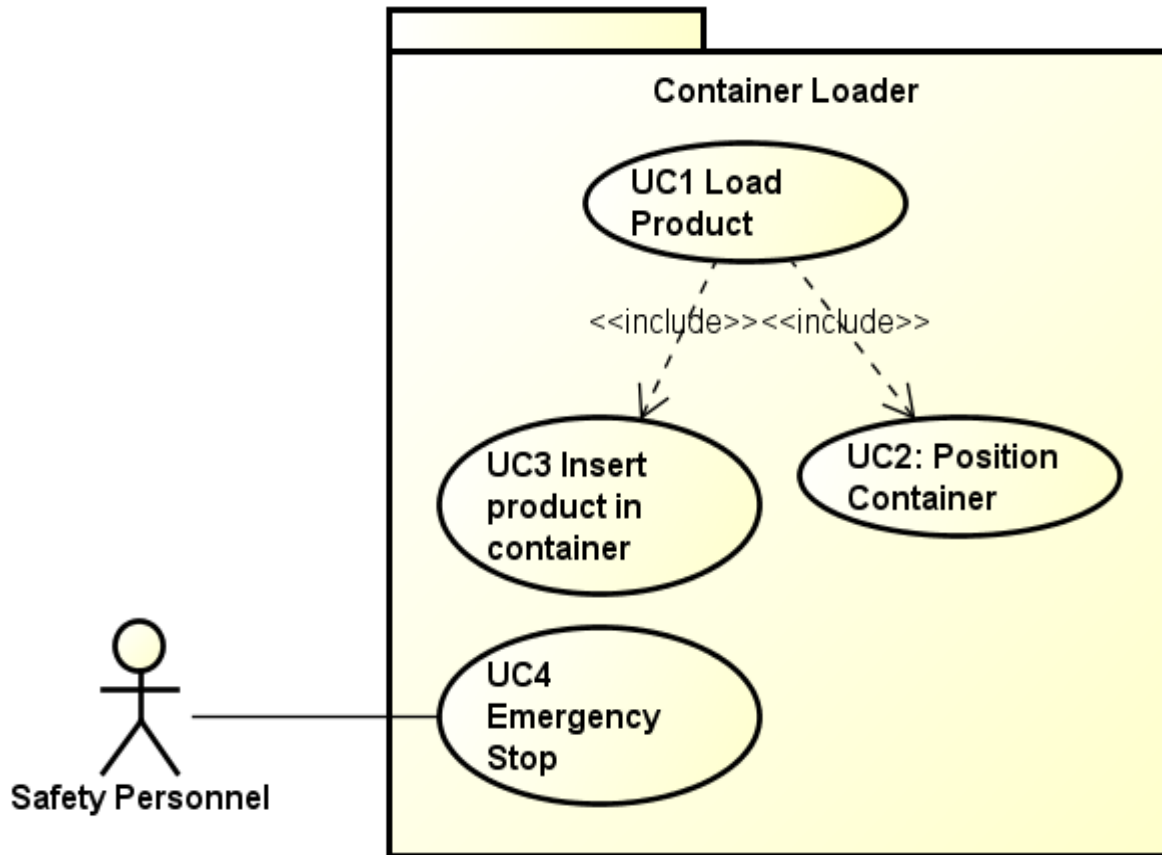 Container Loader
UC1 Load
Product
<<include>>
<<include>>
UC3 Insert
product in
container
UC2: Position
Container
UC4
Emergency
Stop
Safety Personnel